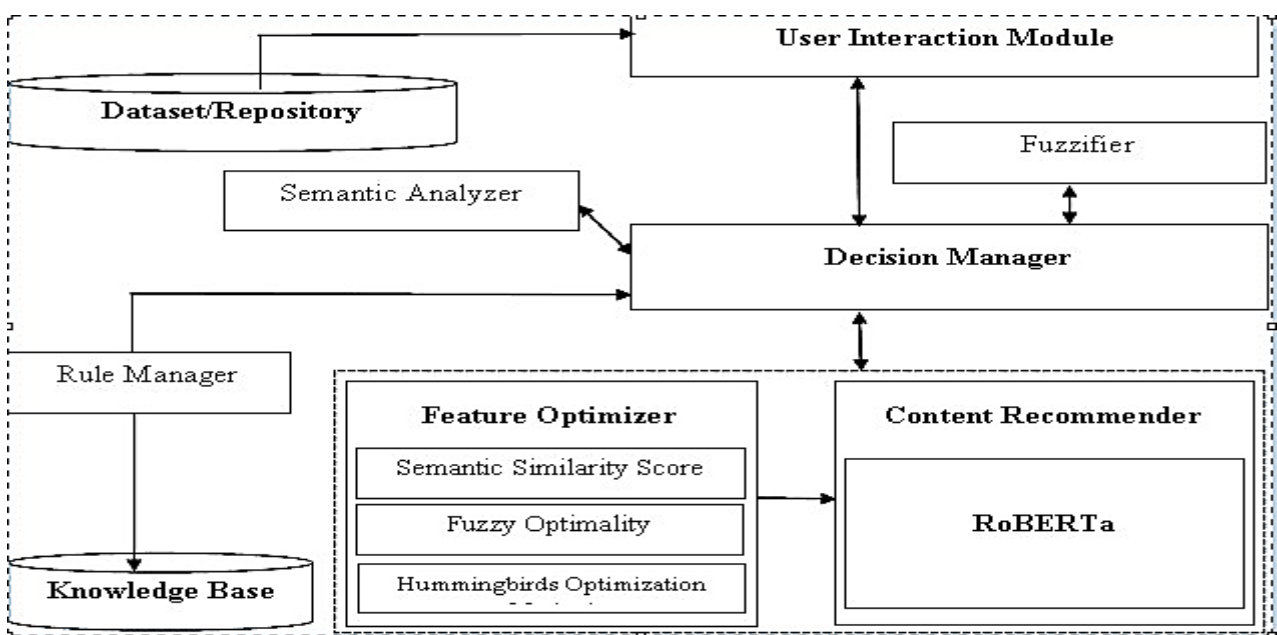 User Interaction Module
Dataset/Repository
Fuzzifier
Semantic Analyzer
Decision Manager
Rule Manager
Feature Optimizer
Content Recommender
Semantic Similarity Score
RoBERTa
Fuzzy Optimality
Hummingbirds Optimization
Knowledge Base